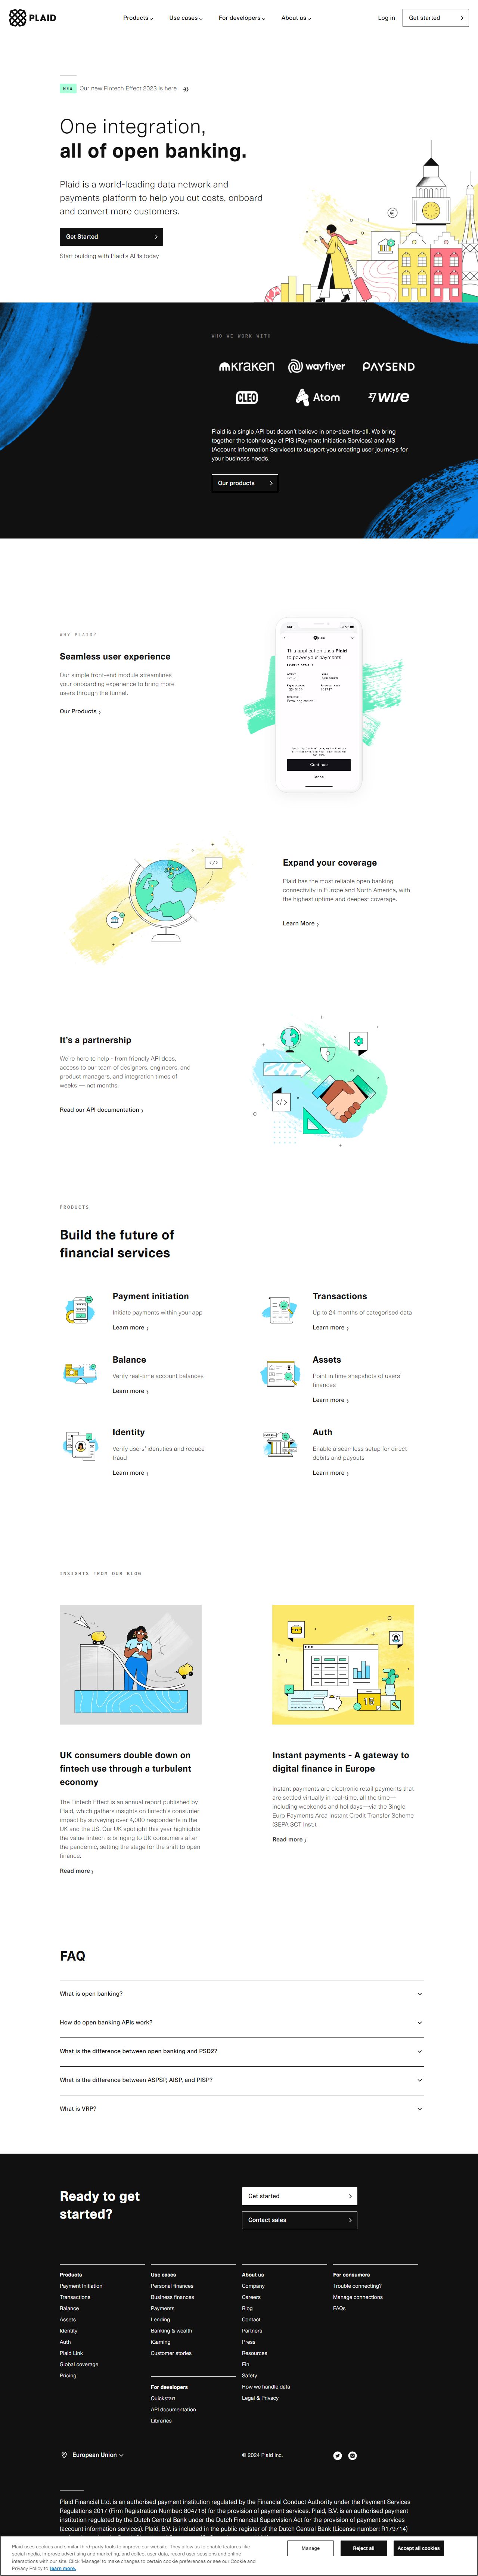 PLAID
Products
Use cases
For developers
About us
Log in
Get started
NEW
Our new Fintech Effect 2023 is here
One integration,
all of open banking.
Plaid is a world-leading data network and
payments platform to help you cut costs, onboard
and convert more customers.
Get Started
Start building with Plaid's APIs today
WHO WE WORK WITH
kraken
wayflyer
PAYSEND
CLEO
Atom
WISE
Plaid is a single API but doesn't believe in one-size-fits-all. We bring
together the technology of PIS (Payment Initiation Services) and AIS
(Account Information Services) to support you creating user journeys for
your business needs.
Our products
WHY PLAID?
Seamless user experience
Our simple front-end module streamlines
your onboarding experience to bring more
users through the funnel.
Our Products
This application uses Plaid
to power your payments
PAYMENT DETAILS
Continue
Cancel
</>
Expand your coverage
Plaid has the most reliable open banking
connectivity in Europe and North America, with
the highest uptime and deepest coverage.
Learn More
It's a partnership
We're here to help - from friendly API docs,
access to our team of designers, engineers, and
product managers, and integration times of
weeks — not months.
Read our API documentation
</>
PRODUCTS
Build the future of
financial services
Payment initiation
Initiate payments within your app
Learn more
Transactions
Up to 24 months of categorised data
Learn more
Balance
Verify real-time account balances
Learn more
Assets
Point in time snapshots of users'
finances
Learn more
Identity
Verify users' identities and reduce
fraud
Learn more
Auth
Enable a seamless setup for direct
debits and payouts
Learn more
INSIGHTS FROM OUR BLOG
15
UK consumers double down on
fintech use through a turbulent
economy
The Fintech Effect is an annual report published by
Plaid, which gathers insights on fintech's consumer
impact by surveying over 4,000 respondents in the
UK and the US. Our UK spotlight this year highlights
the value fintech is bringing to UK consumers after
the pandemic, setting the stage for the shift to open
finance.
Read more
Instant payments - A gateway to
digital finance in Europe
Instant payments are electronic retail payments that
are settled virtually in real-time, all the time—
including weekends and holidays—via the Single
Euro Payments Area Instant Credit Transfer Scheme
(SEPA SCT Inst.).
Read more
FAQ
What is open banking?
How do open banking APIs work?
What is the difference between open banking and PSD2?
What is the difference between ASPSP, AISP, and PISP?
What is VRP?
Ready to get
started?
Get started
Contact sales
Products
Payment Initiation
Transactions
Balance
Assets
Identity
Auth
Plaid Link
Global coverage
Pricing
Use cases
Personal finances
Business finances
Payments
Lending
Banking & wealth
iGaming
Customer stories
For developers
Quickstart
API documentation
Libraries
About us
Company
Careers
Blog
Contact
Partners
Press
Resources
Fin
Safety
How we handle data
Legal & Privacy
For consumers
Trouble connecting?
Manage connections
FAQs
European Union
© 2024 Plaid Inc.
Plaid Financial Ltd. is an authorised payment institution regulated by the Financial Conduct Authority under the Payment Services
Regulations 2017 (Firm Registration Number: 804718) for the provision of payment services. Plaid, B.V. is an authorised payment
institution regulated by the Dutch Central Bank under the Dutch Financial Supervision Act for the provision of payment services
(account information services). Plaid, B.V. is included in the public register of the Dutch Central Bank (License number: R179714)
Plaid uses cookies and similar third-party tools to improve our website. They allow us to enable features like
social media, improve advertising and marketing, and collect user data, record user sessions and online
interactions with our site. Click 'Manage' to make changes to certain cookie preferences or see our Cookie and
Privacy Policy to learn more.
Manage
Reject all
Accept all cookies